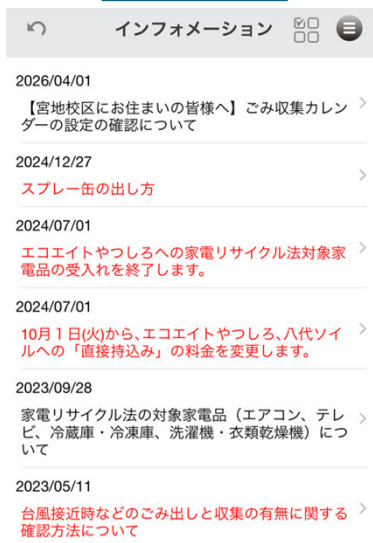 インフォメーション
2026/04/01
【宮地校区にお住まいの皆様へ】ごみ収集カレン
ダーの設定の確認について
2024/12/27
スプレー缶の出し方
2024/07/01
エコエイトやつしろへの家電リサイクル法対象家
電品の受入れを終了します。
2024/07/01
10月１日(火)から、エコエイトやつしろ、八代ソイ
ルへの「直接持込み」の料金を変更します。
2023/09/28
家電リサイクル法の対象家電品（エアコン、テレ
ビ、冷蔵庫・冷凍庫、洗濯機・衣類乾燥機）につ
いて
2023/05/11
台風接近時などのごみ出しと収集の有無に関する
確認方法について